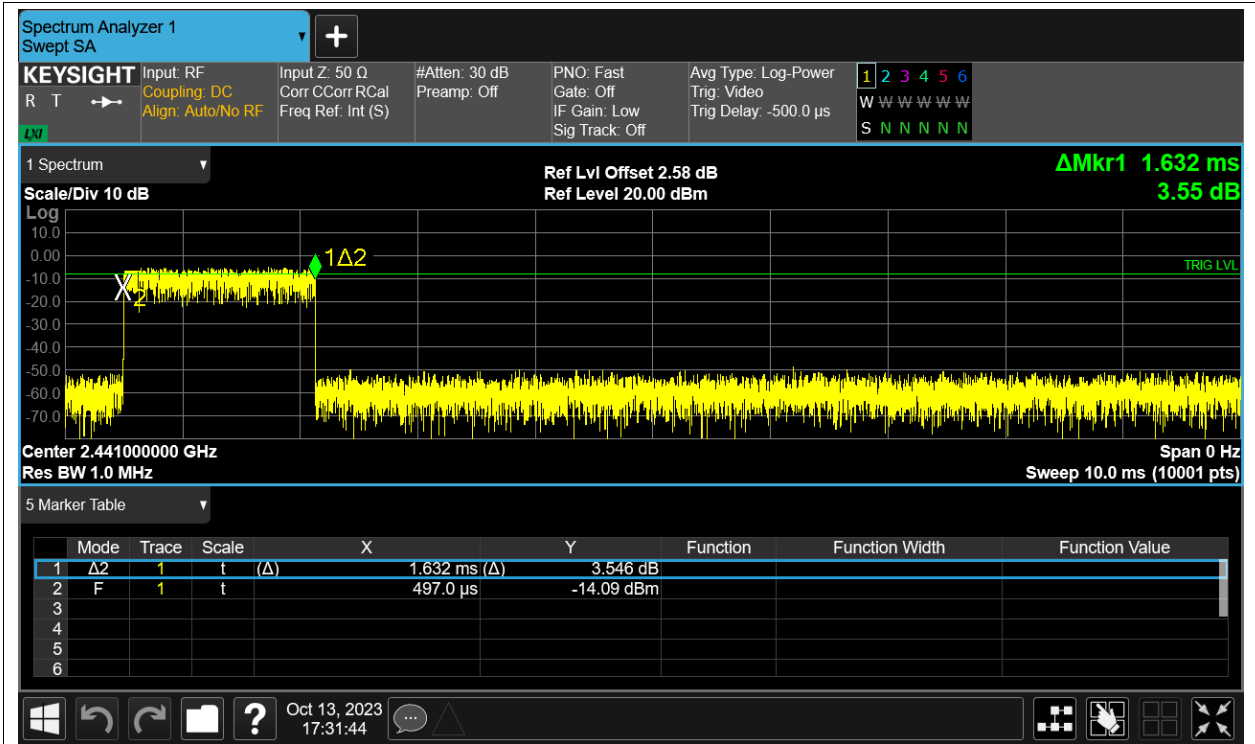 Spectrum Analyzer 1
Swept SA
KEYSIGHT
R T
LXI
Input: RF
Coupling: DC
Align: Auto/No RF
Input Z: 50 Ω
Corr CCorr RCal
Freq Ref: Int (S)
#Atten: 30 dB
Preamp: Off
PNO: Fast
Gate: Off
IF Gain: Low
Sig Track: Off
Avg Type: Log-Power
Trig: Video
Trig Delay: -500.0 µs
1 2 3 4 5 6
W W W W W W
S N N N N N
1 Spectrum
Scale/Div 10 dB
Ref Lvl Offset 2.58 dB
Ref Level 20.00 dBm
ΔMkr1 1.632 ms
3.55 dB
Log
10.0
0.00
-10.0
-20.0
-30.0
-40.0
-50.0
-60.0
-70.0
1Δ2
X2
TRIG LVL
Center 2.441000000 GHz
Res BW 1.0 MHz
Span 0 Hz
Sweep 10.0 ms (10001 pts)
5 Marker Table
Mode Trace Scale X Y Function Function Width Function Value
1 Δ2 1 t (Δ) 1.632 ms (Δ) 3.546 dB
2 F 1 t 497.0 µs -14.09 dBm
3
4
5
6
?
Oct 13, 2023
17:31:44